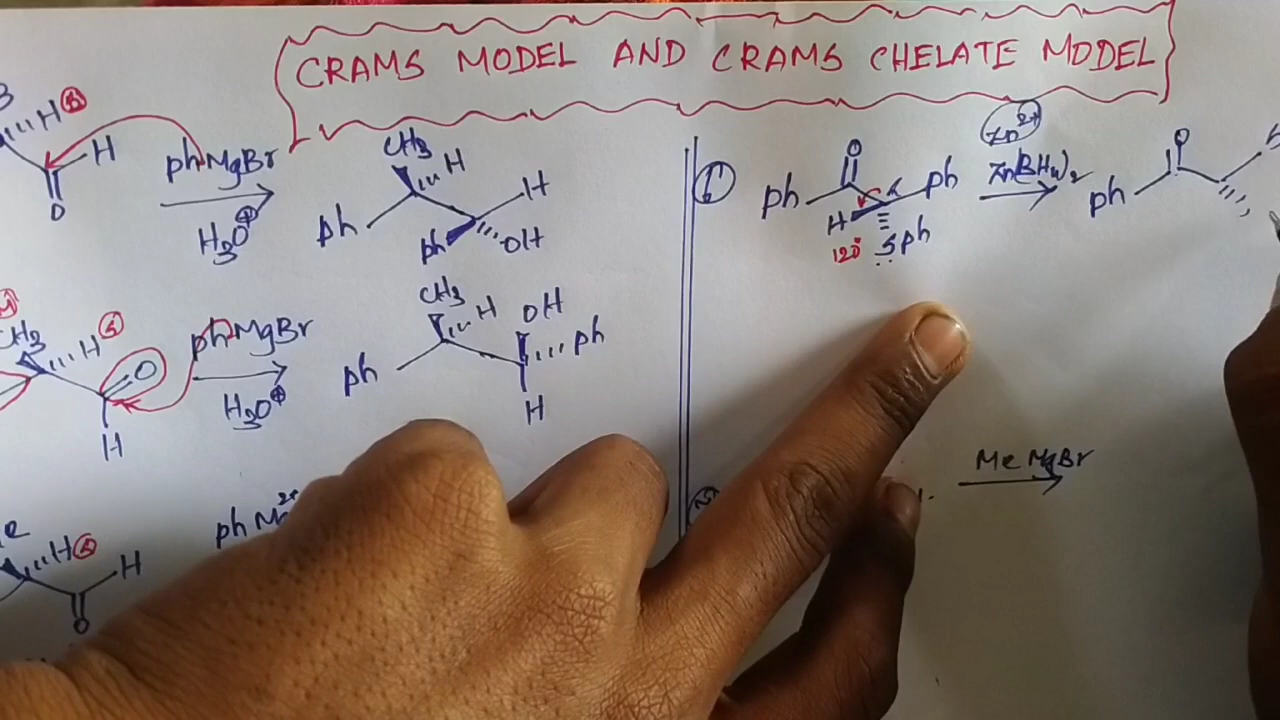 CRAMS MODEL AND CRAMS CHELATE MODEL
H
H
O
phMgBr
H3O⊕
CH3
H
Ph
H
ph
OH
CH3
H
O
H
phMgBr
H3O⊕
CH3
H
OH
ph
ph
H
H
H
O
1
Ph
O
α
ph
H
120°
Sph
Zn2+
Zn(BH4)2
Ph
O
MeMgBr